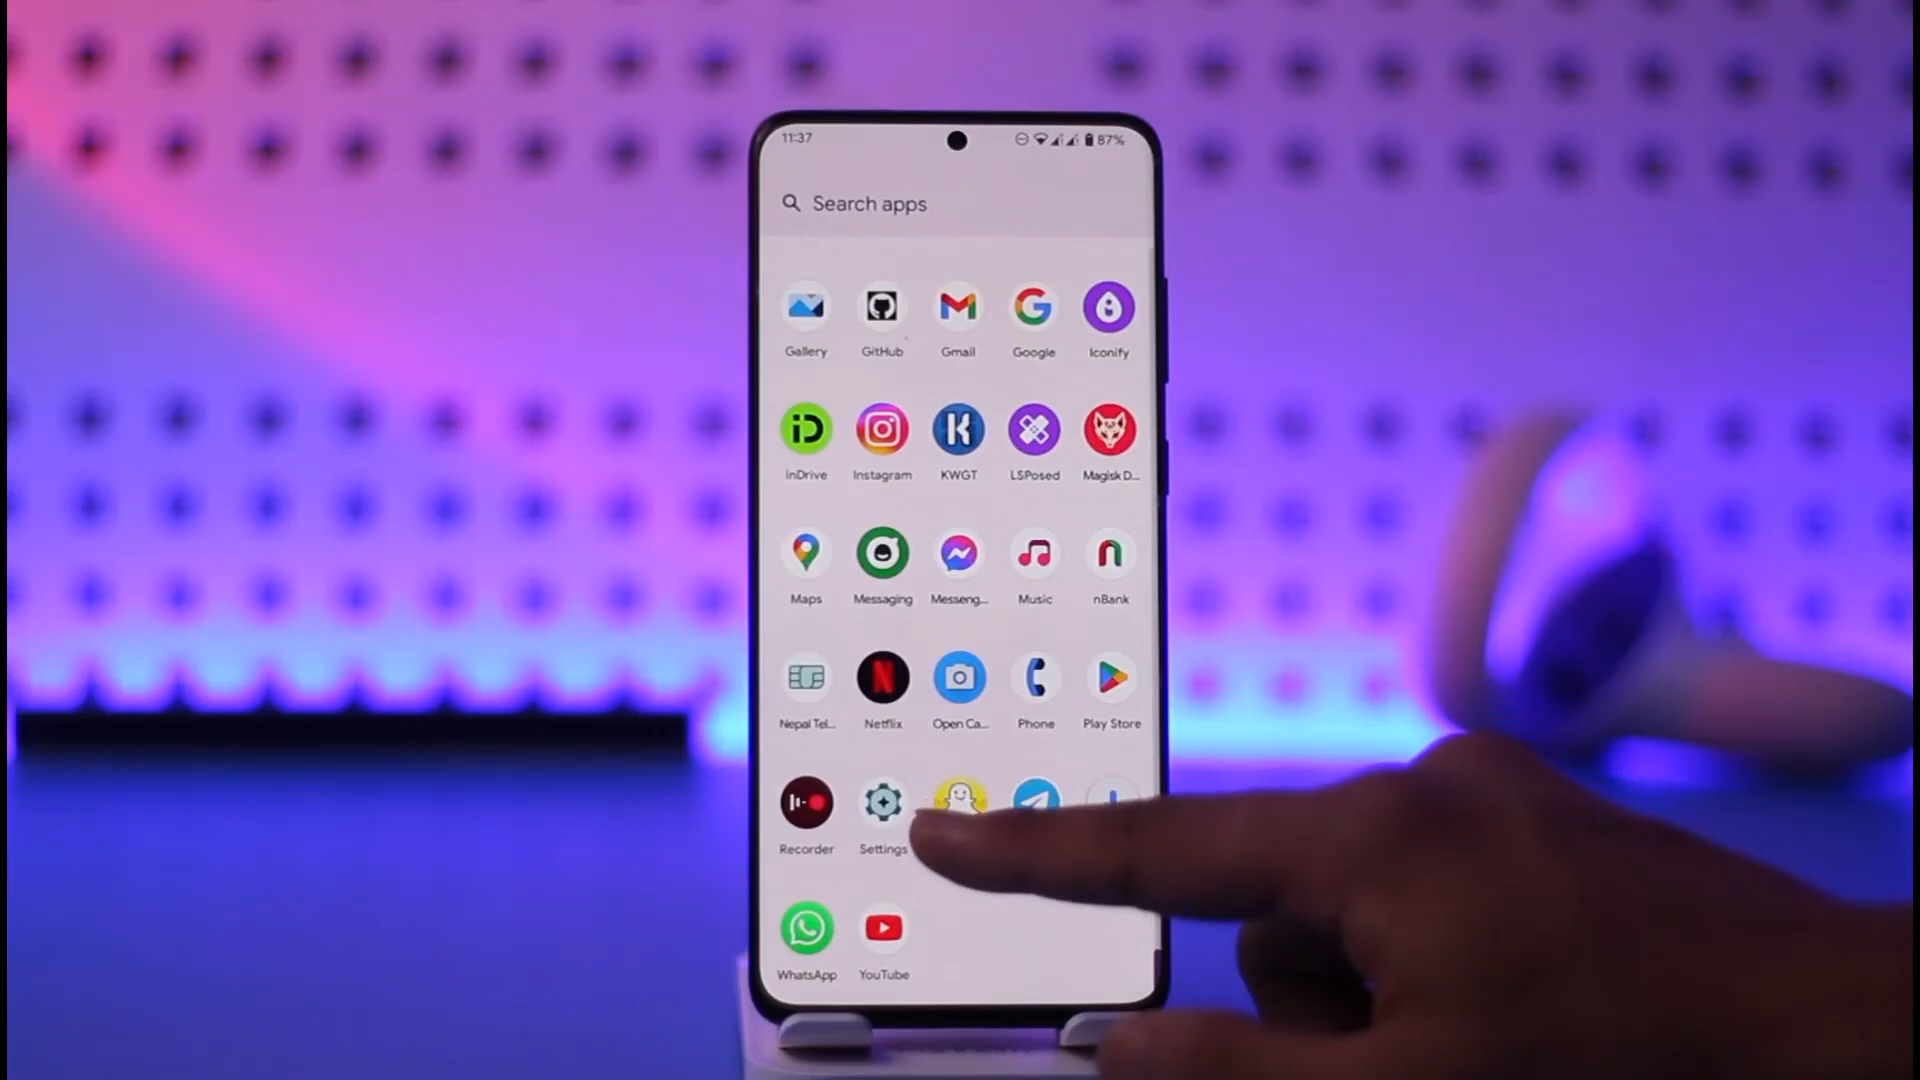 11:37
87%
Search apps
Gallery GitHub Gmail Google Iconify
inDrive Instagram KWGT LSPosed Magisk D...
Maps Messaging Messeng... Music nBank
Nepal Tel... Netflix Open Ca... Phone Play Store
Recorder Settings
WhatsApp YouTube